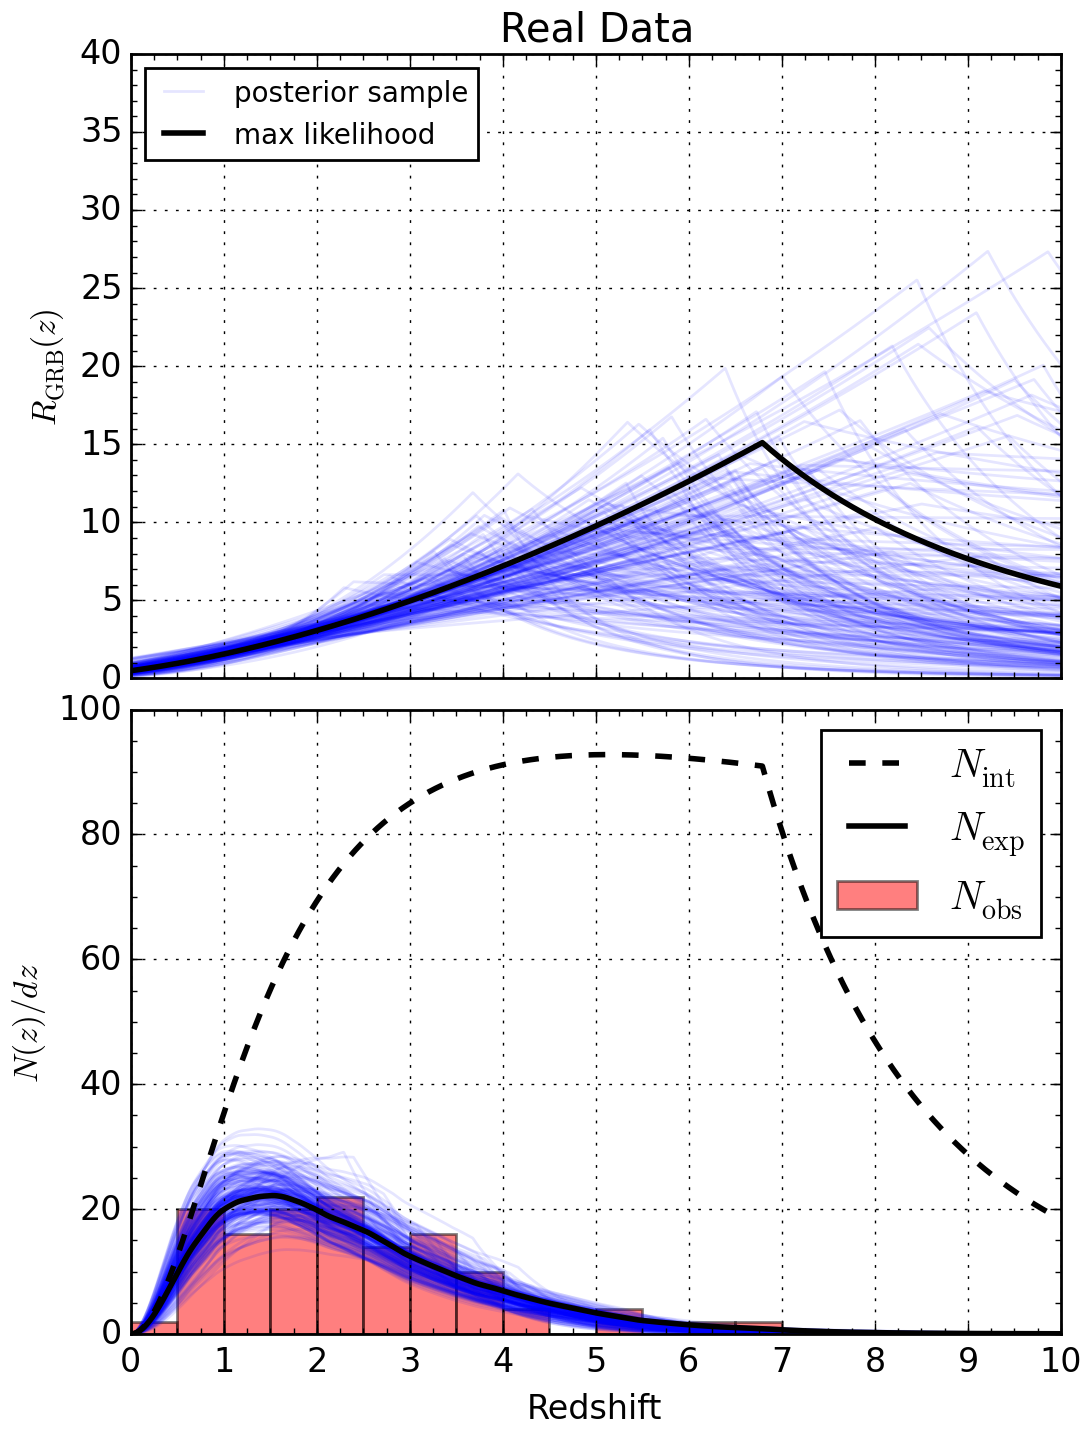 Real Data
40
35
30
25
20
15
10
5
0
R_GRB(z)
posterior sample
max likelihood
100
80
60
40
20
0
N(z)/dz
N_int
N_exp
N_obs
0 1 2 3 4 5 6 7 8 9 10
Redshift